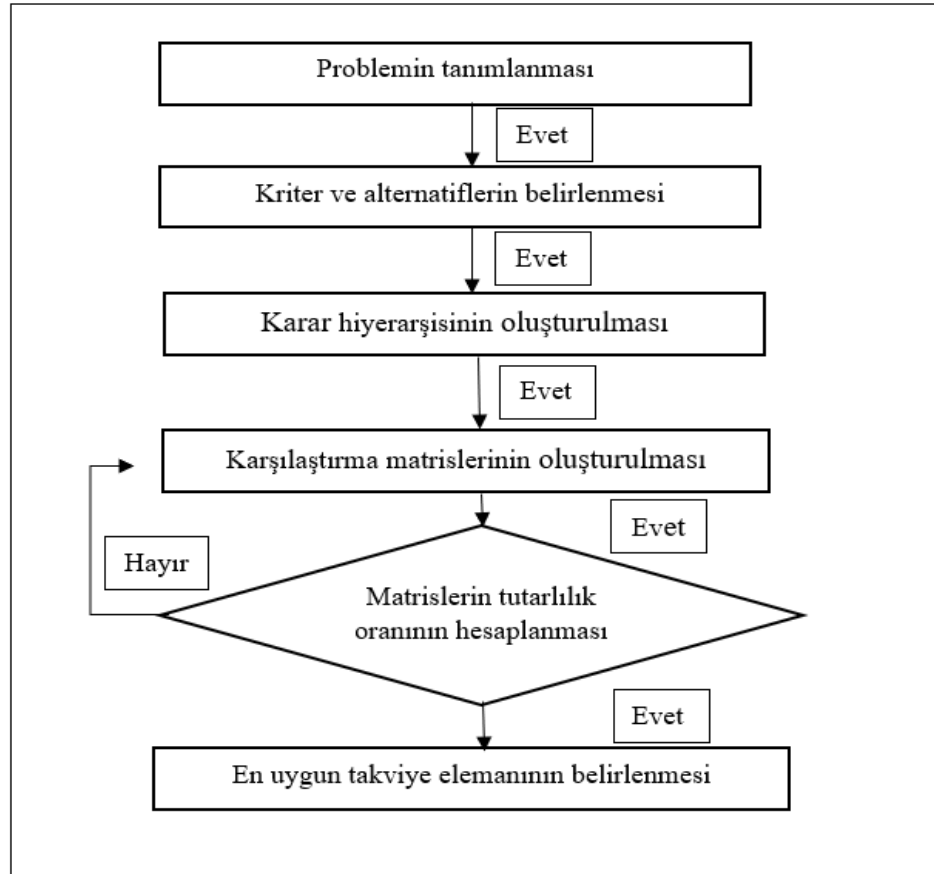 Problemin tanımlanması
Evet
Kriter ve alternatiflerin belirlenmesi
Evet
Karar hiyerarşisinin oluşturulması
Evet
Karşılaştırma matrislerinin oluşturulması
Evet
Hayır
Matrislerin tutarlılık
oranının hesaplanması
Evet
En uygun takviye elemanının belirlenmesi